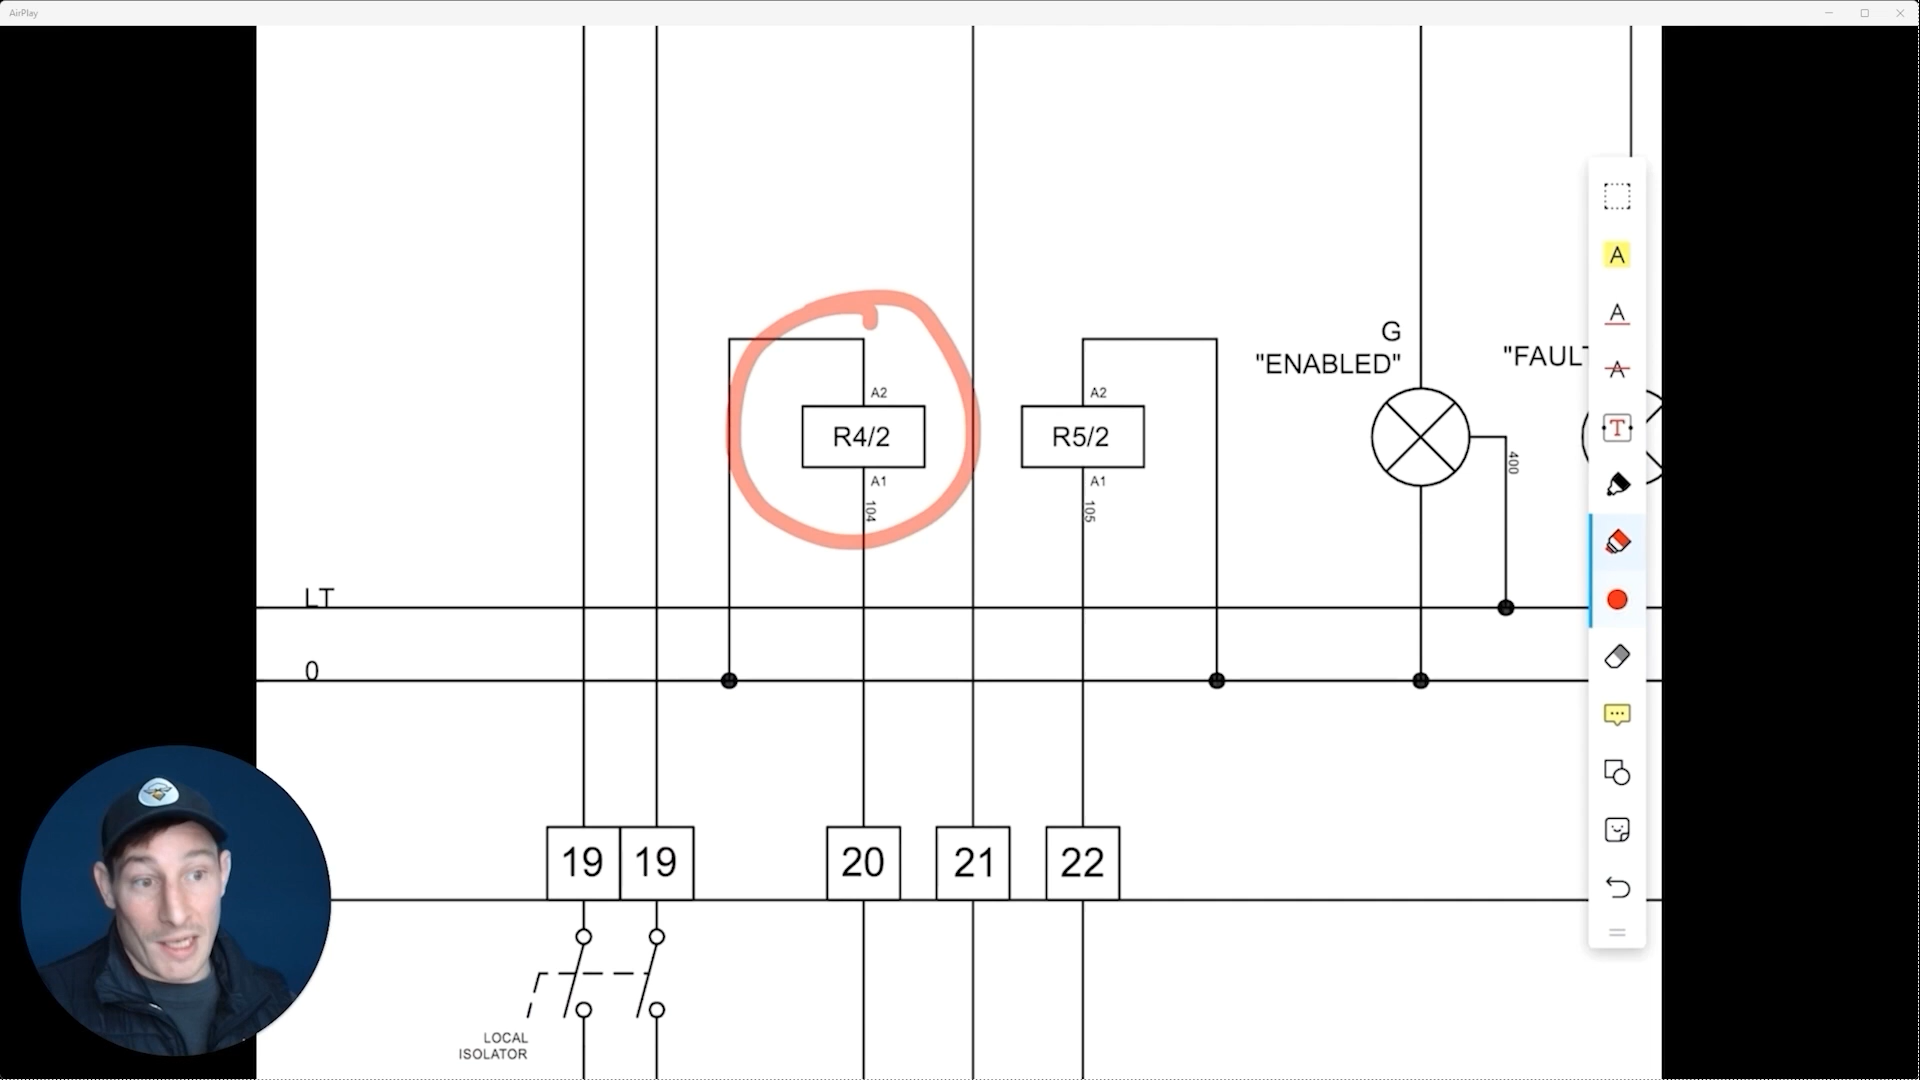 AirPlay
G
"ENABLED"
"FAULT
A2
R4/2
A1
104
A2
R5/2
A1
105
400
LT
0
19
19
20
21
22
LOCAL
ISOLATOR
A
A
A
T